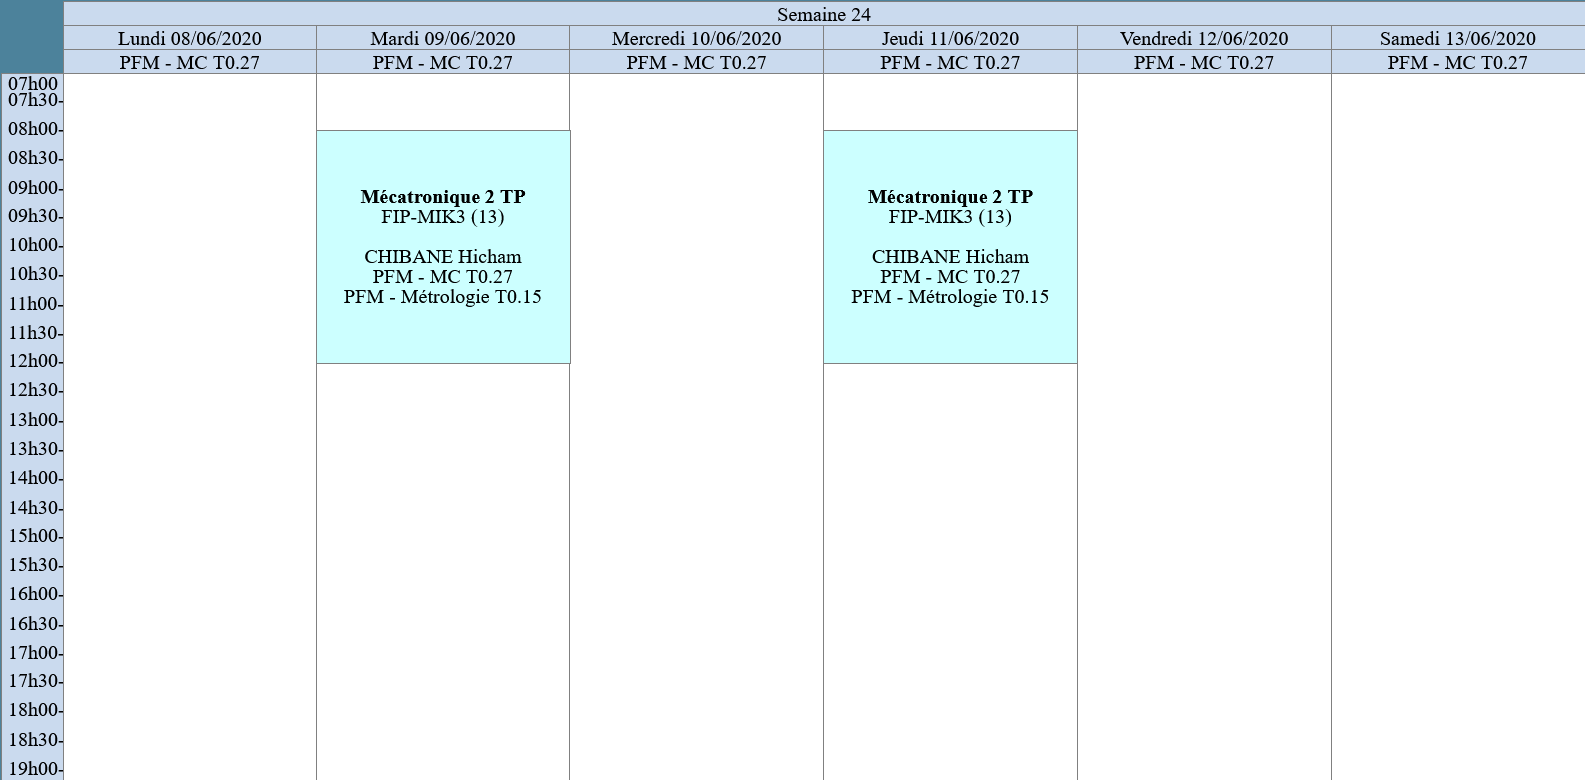 Semaine 24
Lundi 08/06/2020 Mardi 09/06/2020 Mercredi 10/06/2020 Jeudi 11/06/2020 Vendredi 12/06/2020 Samedi 13/06/2020
PFM - MC T0.27 PFM - MC T0.27 PFM - MC T0.27 PFM - MC T0.27 PFM - MC T0.27 PFM - MC T0.27
07h00
07h30
08h00
08h30
09h00
09h30
10h00
10h30
11h00
11h30
12h00
12h30
13h00
13h30
14h00
14h30
15h00
15h30
16h00
16h30
17h00
17h30
18h00
18h30
19h00
Mécatronique 2 TP
FIP-MIK3 (13)
CHIBANE Hicham
PFM - MC T0.27
PFM - Métrologie T0.15
Mécatronique 2 TP
FIP-MIK3 (13)
CHIBANE Hicham
PFM - MC T0.27
PFM - Métrologie T0.15